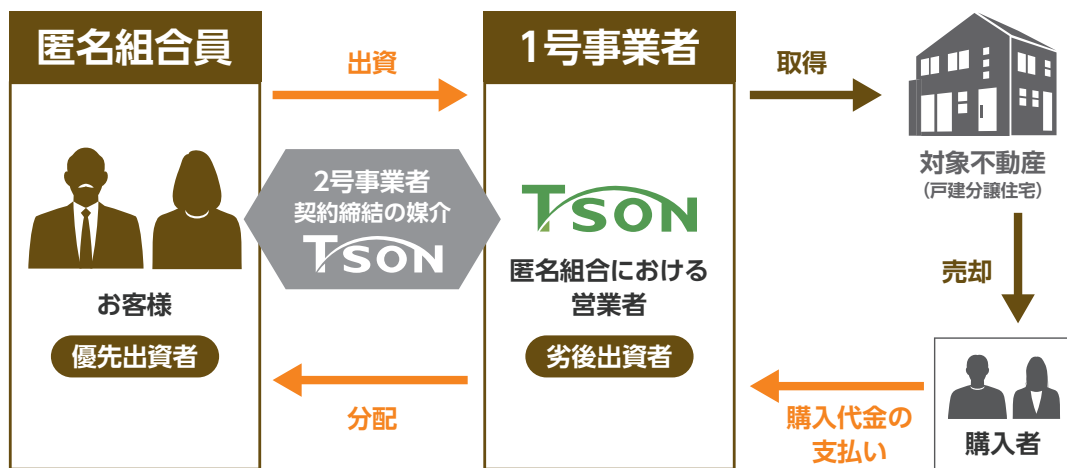 匿名組合員
お客様
優先出資者
出資
2号事業者
契約締結の媒介
TSON
分配
1号事業者
TSON
匿名組合における
営業者
劣後出資者
取得
対象不動産
(戸建分譲住宅)
売却
購入者
購入代金の
支払い